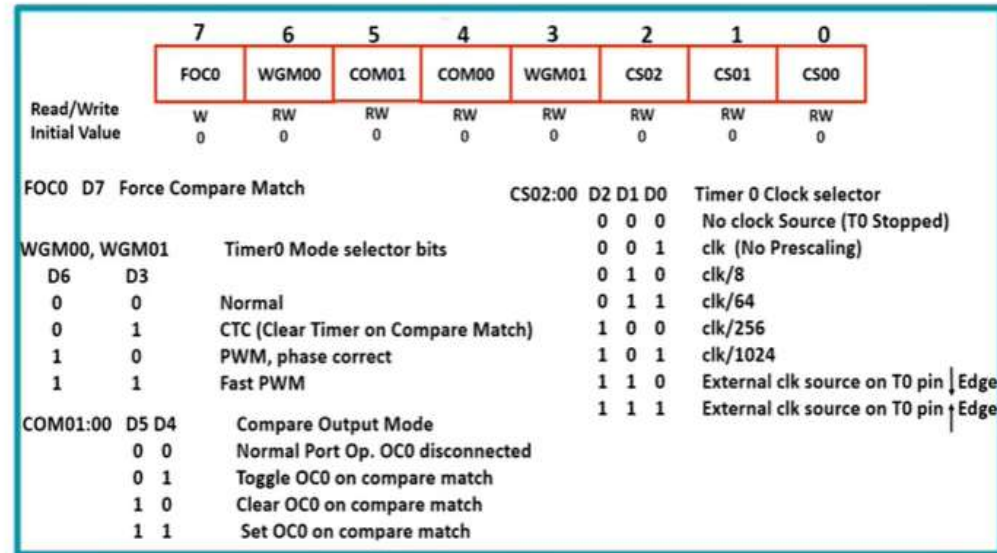 7 6 5 4 3 2 1 0
FOC0 WGM00 COM01 COM00 WGM01 CS02 CS01 CS00
Read/Write W RW RW RW RW RW RW RW
Initial Value 0 0 0 0 0 0 0 0
FOC0 D7 Force Compare Match
WGM00, WGM01 Timer0 Mode selector bits
D6 D3
0 0 Normal
0 1 CTC (Clear Timer on Compare Match)
1 0 PWM, phase correct
1 1 Fast PWM
COM01:00 D5 D4 Compare Output Mode
0 0 Normal Port Op. OC0 disconnected
0 1 Toggle OC0 on compare match
1 0 Clear OC0 on compare match
1 1 Set OC0 on compare match
CS02:00 D2 D1 D0 Timer 0 Clock selector
0 0 0 No clock Source (T0 Stopped)
0 0 1 clk (No Prescaling)
0 1 0 clk/8
0 1 1 clk/64
1 0 0 clk/256
1 0 1 clk/1024
1 1 0 External clk source on T0 pin ↓ Edge
1 1 1 External clk source on T0 pin ↑ Edge